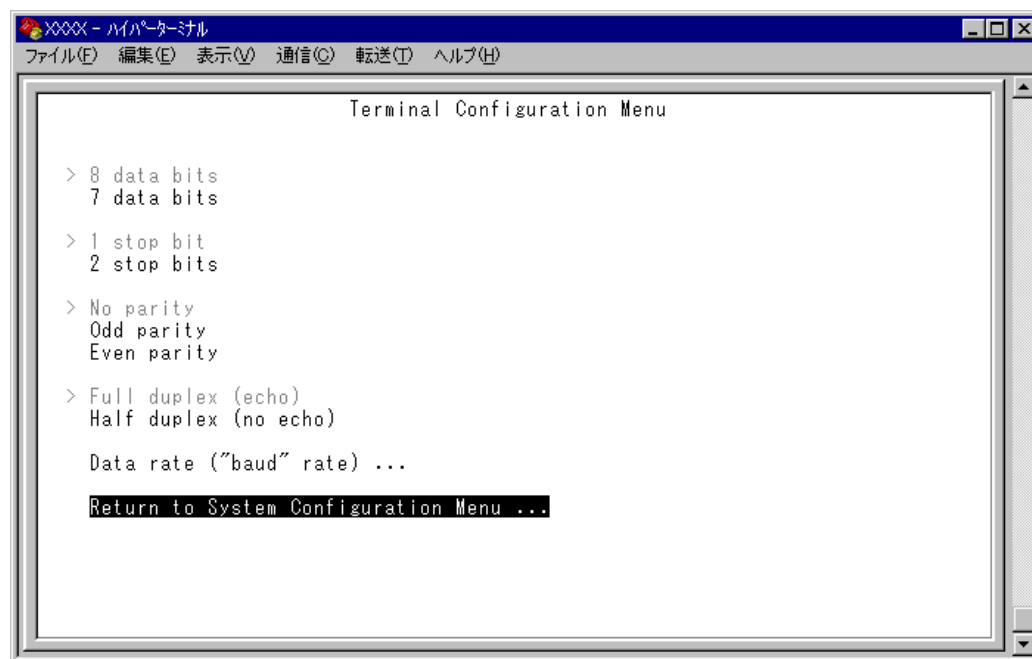 XXXX - ハイパーターミナル
ファイル(F) 編集(E) 表示(V) 通信(C) 転送(T) ヘルプ(H)
Terminal Configuration Menu
> 8 data bits
7 data bits
> 1 stop bit
2 stop bits
> No parity
Odd parity
Even parity
> Full duplex (echo)
Half duplex (no echo)
Data rate ("baud" rate) ...
Return to System Configuration Menu ...